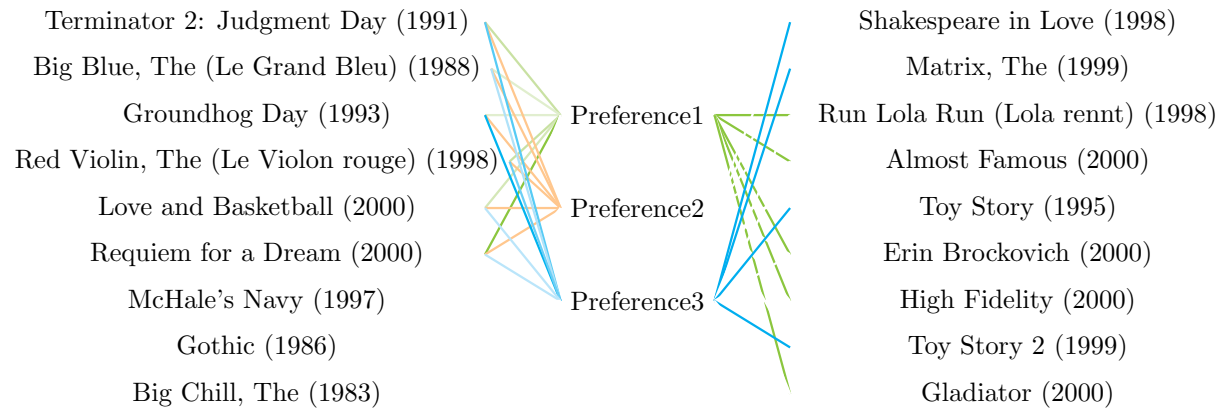 Terminator 2: Judgment Day (1991)
Big Blue, The (Le Grand Bleu) (1988)
Groundhog Day (1993)
Red Violin, The (Le Violon rouge) (1998)
Love and Basketball (2000)
Requiem for a Dream (2000)
McHale's Navy (1997)
Gothic (1986)
Big Chill, The (1983)
Preference1
Preference2
Preference3
Shakespeare in Love (1998)
Matrix, The (1999)
Run Lola Run (Lola rennt) (1998)
Almost Famous (2000)
Toy Story (1995)
Erin Brockovich (2000)
High Fidelity (2000)
Toy Story 2 (1999)
Gladiator (2000)